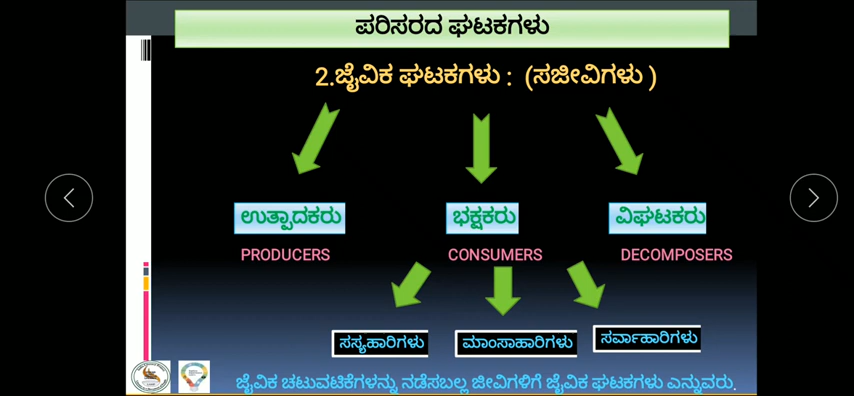 ಪರಿಸರದ ಘಟಕಗಳು
2.ಜೈವಿಕ ಘಟಕಗಳು : (ಸಜೀವಿಗಳು )
ಉತ್ಪಾದಕರು ಭಕ್ಷಕರು ವಿಘಟಕರು
PRODUCERS CONSUMERS DECOMPOSERS
ಸಸ್ಯಹಾರಿಗಳು ಮಾಂಸಾಹಾರಿಗಳು ಸರ್ವಾಹಾರಿಗಳು
ಜೈವಿಕ ಚಟುವಟಿಕೆಗಳನ್ನು ನಡೆಸಬಲ್ಲ ಜೀವಿಗಳಿಗೆ ಜೈವಿಕ ಘಟಕಗಳು ಎನ್ನುವರು.